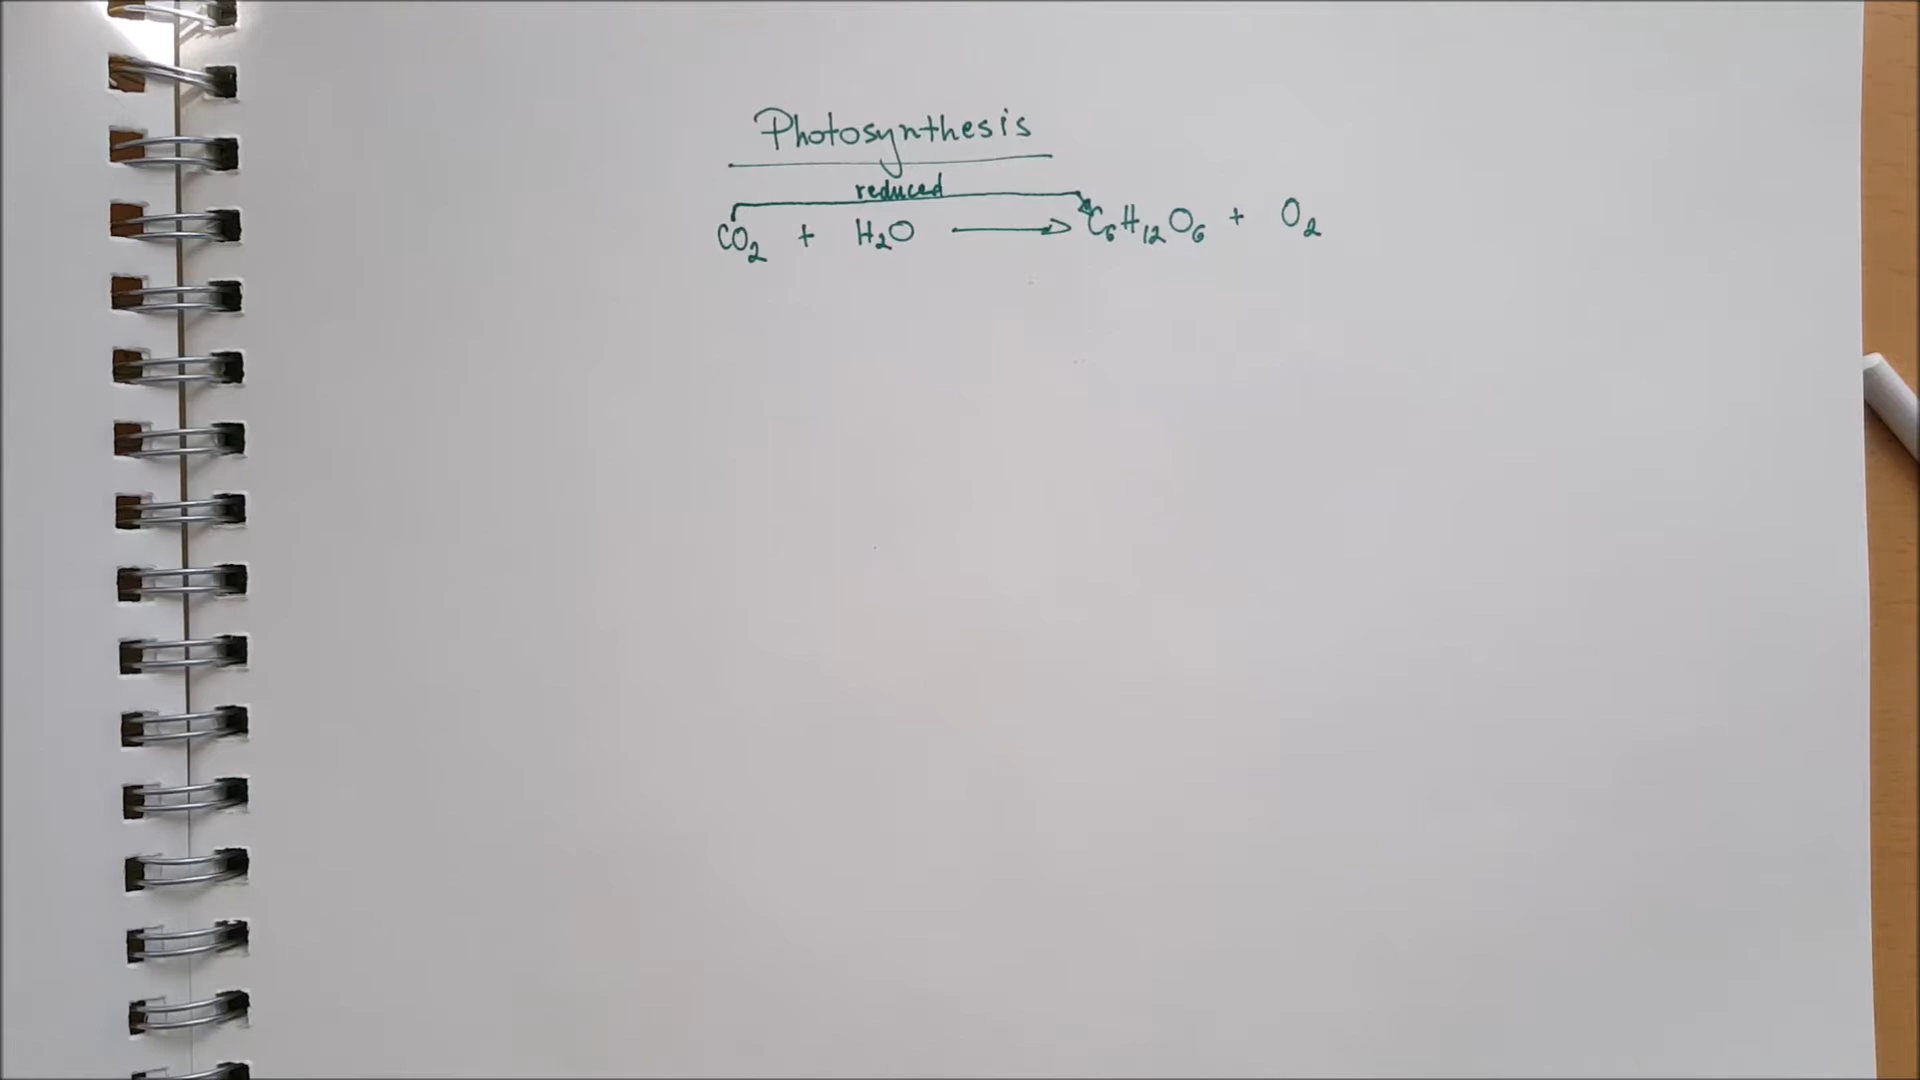 Photosynthesis
reduced
CO₂ + H₂O → C₆H₁₂O₆ + O₂